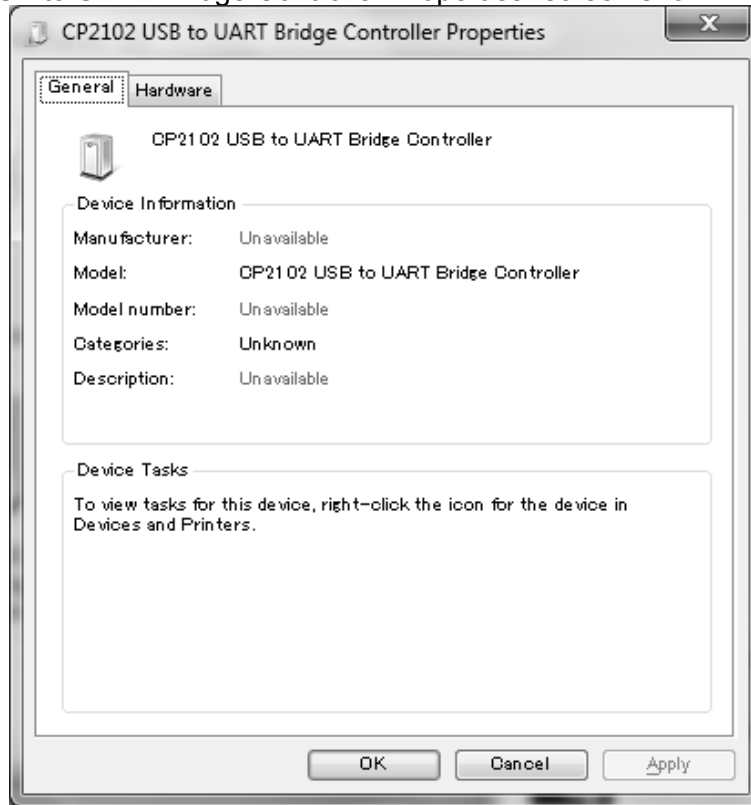 CP2102 USB to UART Bridge Controller Properties
General Hardware
CP2102 USB to UART Bridge Controller
Device Information
Manufacturer: Unavailable
Model: CP2102 USB to UART Bridge Controller
Model number: Unavailable
Categories: Unknown
Description: Unavailable
Device Tasks
To view tasks for this device, right-click the icon for the device in
Devices and Printers.
OK Cancel Apply